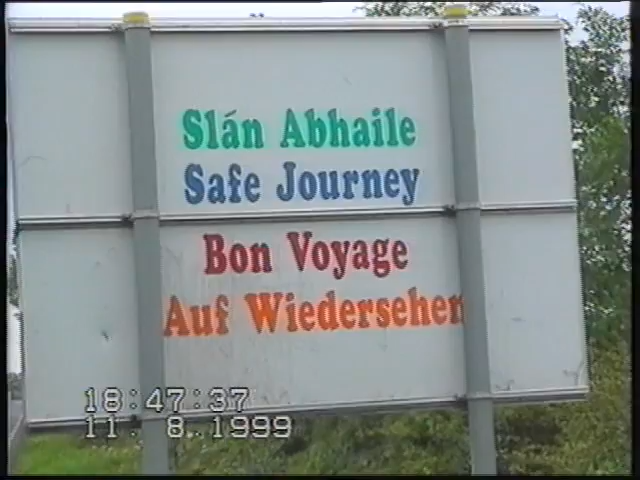 Slán Abhaile
Safe Journey
Bon Voyage
Auf Wiedersehen
18:47:37
11. 8.1999